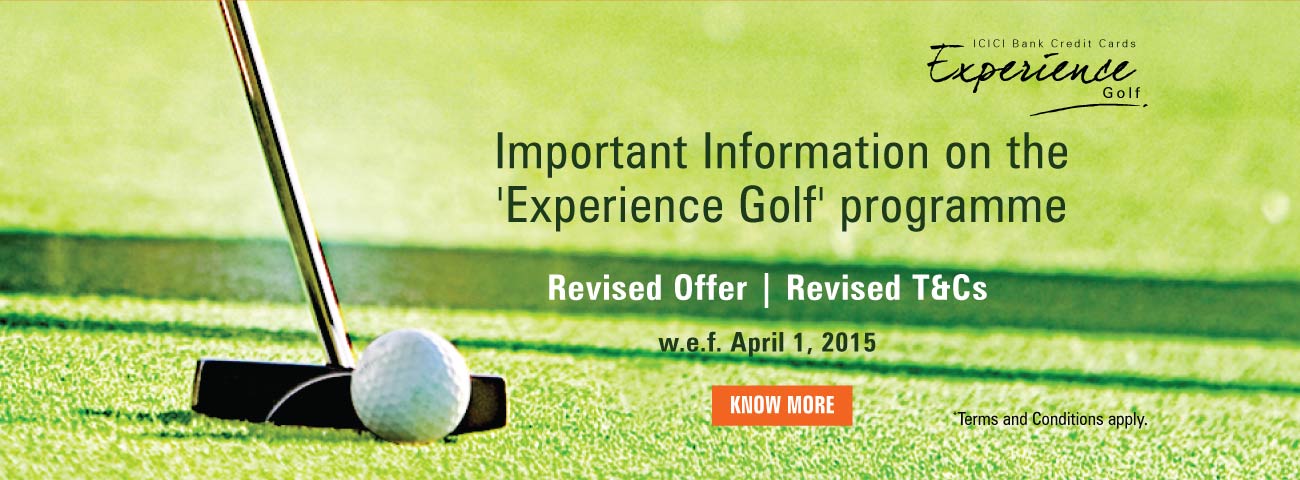 ICICI Bank Credit Cards
Experience
Golf
Important Information on the
'Experience Golf' programme
Revised Offer | Revised T&Cs
w.e.f. April 1, 2015
KNOW MORE
*Terms and Conditions apply.